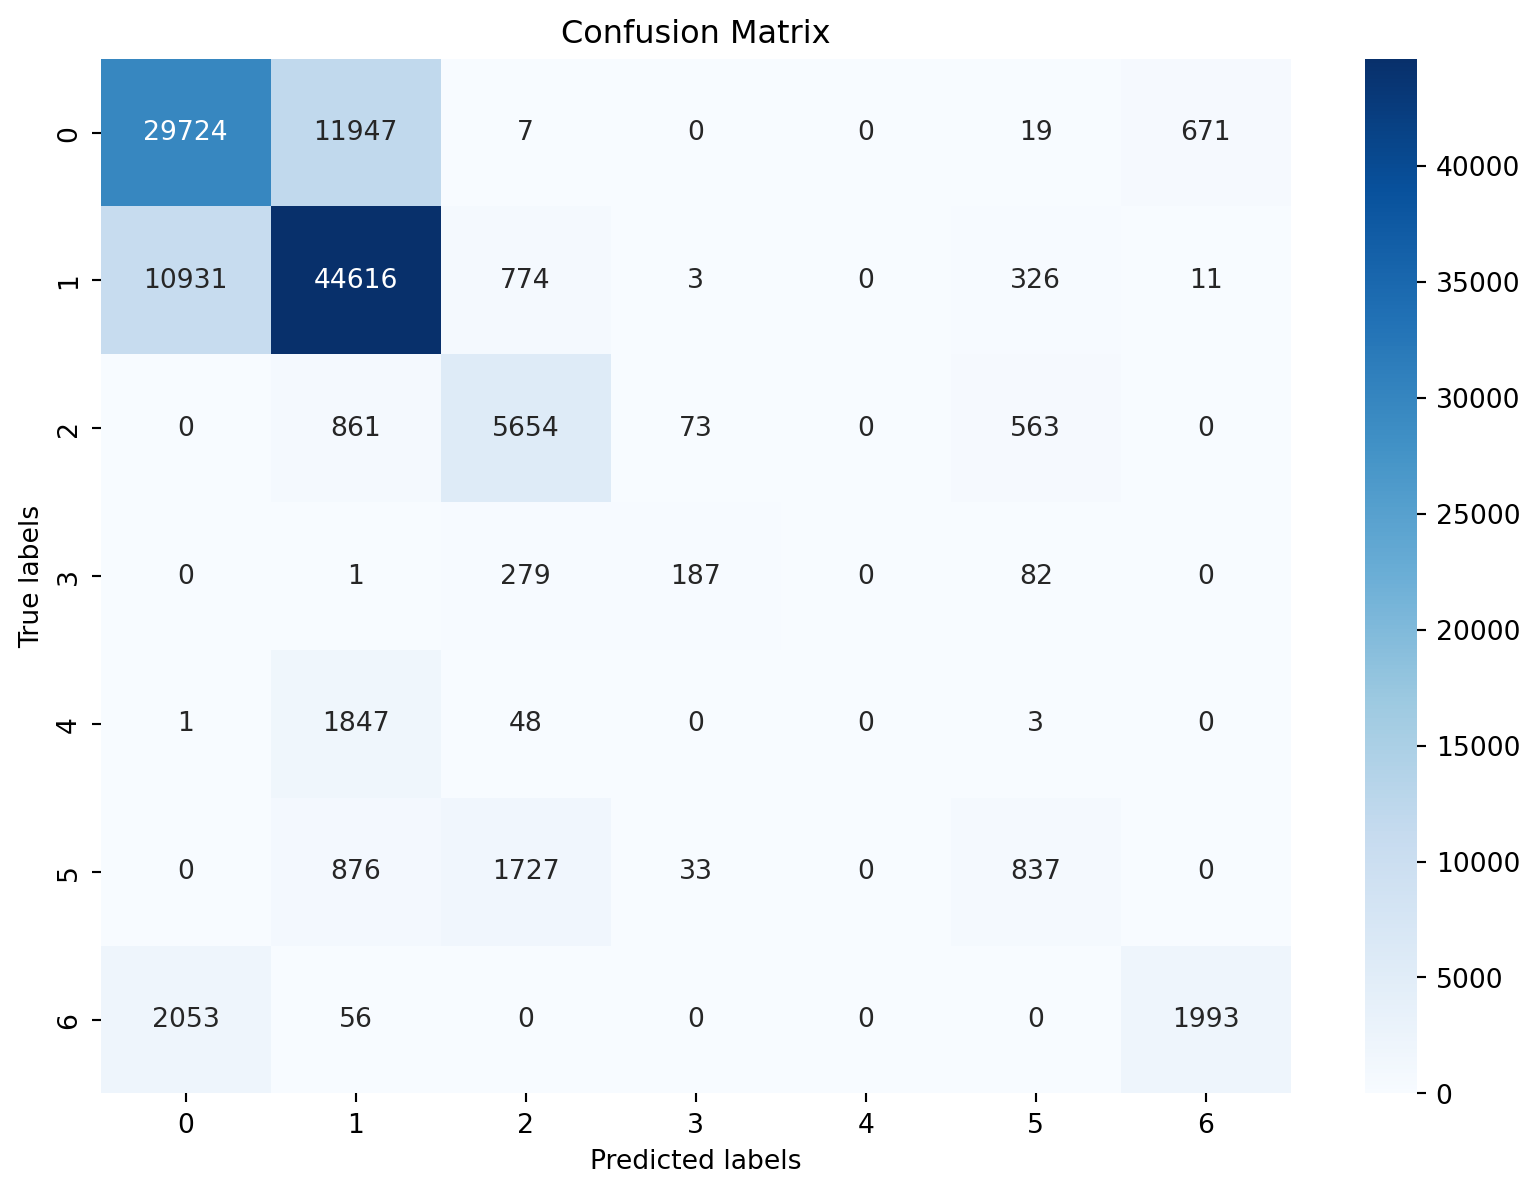 Confusion Matrix
0 29724 11947 7 0 0 19 671
1 10931 44616 774 3 0 326 11
2 0 861 5654 73 0 563 0
3 0 1 279 187 0 82 0
4 1 1847 48 0 0 3 0
5 0 876 1727 33 0 837 0
6 2053 56 0 0 0 0 1993
0 1 2 3 4 5 6
Predicted labels
True labels
40000
35000
30000
25000
20000
15000
10000
5000
0